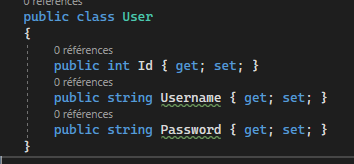 0 références
public class User
{
0 références
public int Id { get; set; }
0 références
public string Username { get; set; }
0 références
public string Password { get; set; }
}